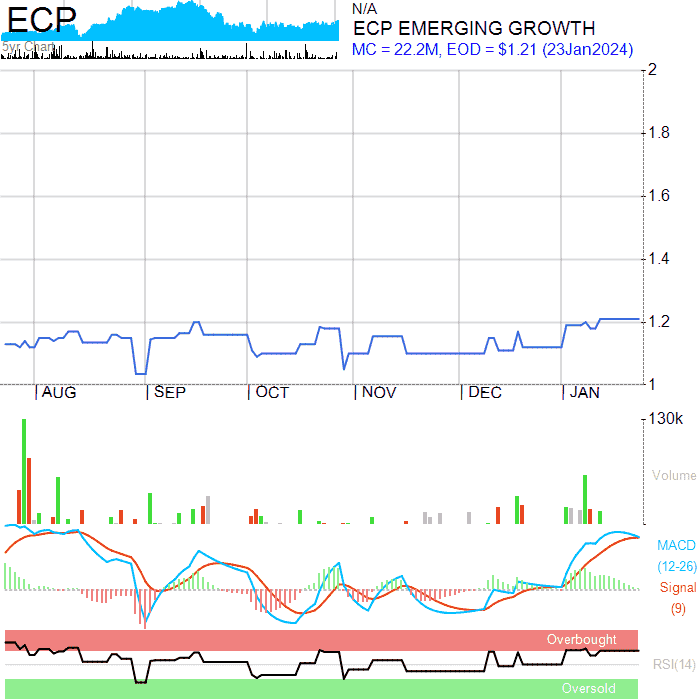 ECP
5yr Chart
N/A
ECP EMERGING GROWTH
MC = 22.2M, EOD = $1.21 (23Jan2024)
2
1.8
1.6
1.4
1.2
1
AUG
SEP
OCT
NOV
DEC
JAN
130k
Volume
MACD
(12-26)
Signal
(9)
Overbought
RSI(14)
Oversold